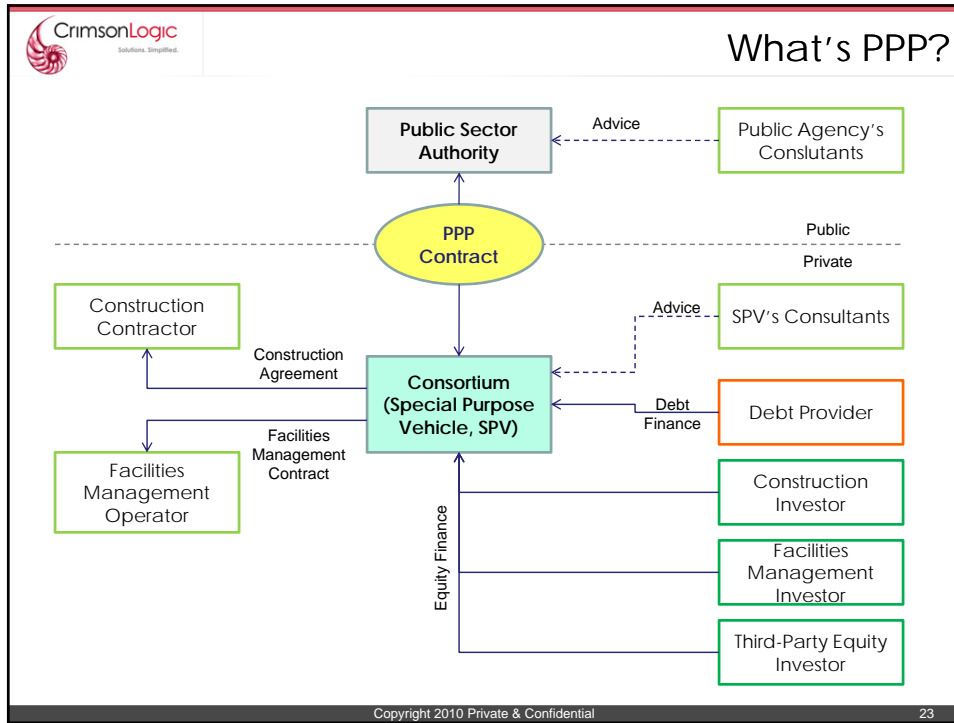 CrimsonLogic
Solutions. Simplified.
What's PPP?
Public Sector
Authority
Advice
Public Agency's
Conslutants
PPP
Contract
Public
Private
Construction
Contractor
Advice
SPV's Consultants
Construction
Agreement
Consortium
(Special Purpose
Vehicle, SPV)
Debt
Finance
Debt Provider
Facilities
Management
Contract
Facilities
Management
Operator
Construction
Investor
Equity Finance
Facilities
Management
Investor
Third-Party Equity
Investor
Copyright 2010 Private & Confidential
23